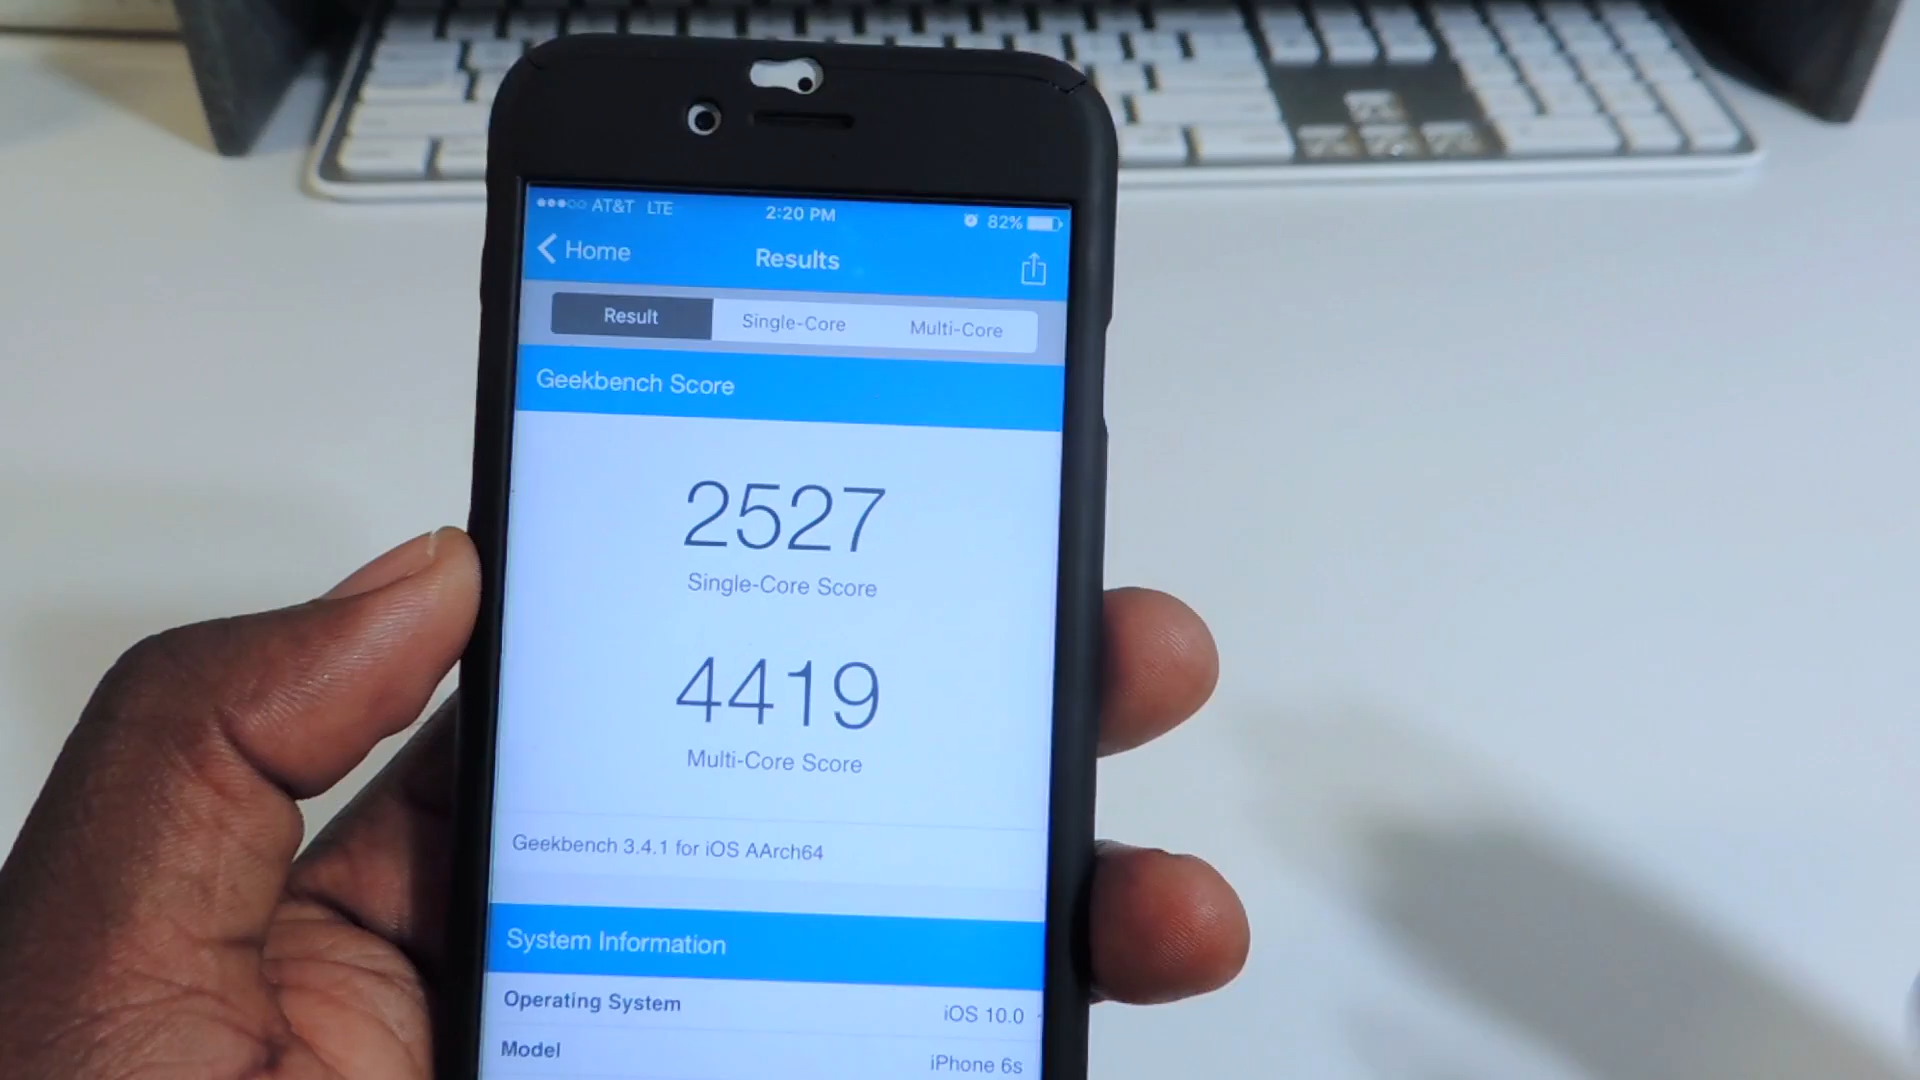 AT&T LTE 2:20 PM 82%
Home Results
Result Single-Core Multi-Core
Geekbench Score
2527
Single-Core Score
4419
Multi-Core Score
Geekbench 3.4.1 for iOS AArch64
System Information
Operating System iOS 10.0
Model iPhone 6s